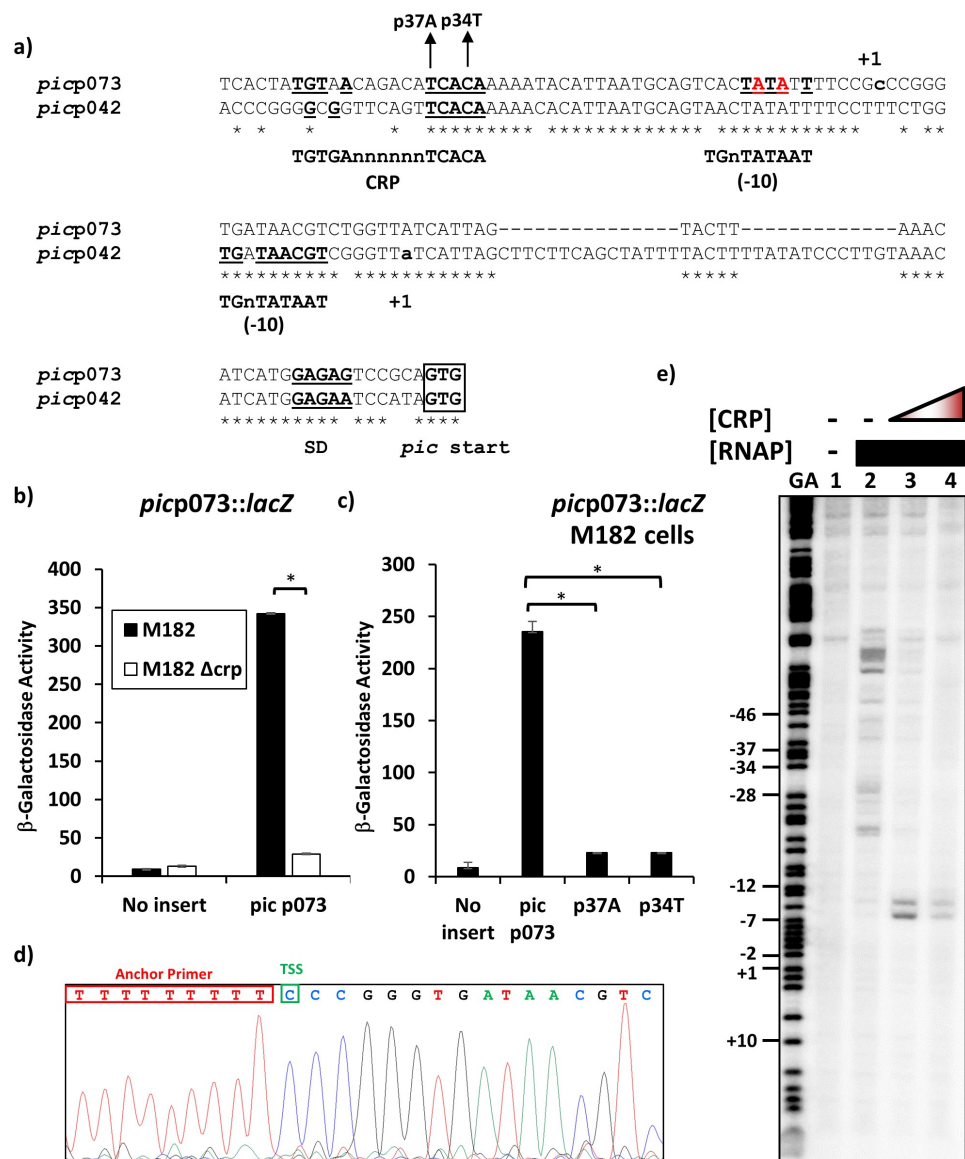 a)
p37A p34T
+1
picp073 TCACTATGTAACAGACATCACAAAAATACATTAATGCAGTCACTATATTTTCCGcCCGGG
picp042 ACCCGGGGCGGTTCAGTTCACAAAAACACATTAATGCAGTAACTATATTTTCCTTTCTGG
TGTGAnnnnnnTCACA TGnTATAAT
CRP (-10)
picp073 TGATAACGTCTGGTTATCATTAG---------------TACTT-------------AAAC
picp042 TGATAACGTCGGGTTaTCATTAGCTTCTTCAGCTATTTTTACTTTTATATCCCTTGTAAAC
TGnTATAAT +1
(-10)
picp073 ATCATGGAGAGTCCGCAGTG
picp042 ATCATGGAGAATCCATAGTG
SD pic start
b)
picp073::lacZ
β-Galactosidase Activity
400
350
300
250
200
150
100
50
0
M182
M182 Δcrp
*
No insert pic p073
c)
picp073::lacZ
M182 cells
β-Galactosidase Activity
300
250
200
150
100
50
0
*
*
No insert
pic p073
p37A
p34T
d)
Anchor Primer TSS
T T T T T T T T C C C G G G T G A T A A C G T C
e)
[CRP] - -
[RNAP] -
GA 1 2 3 4
-46
-37
-34
-28
-12
-7
-2
+1
+10